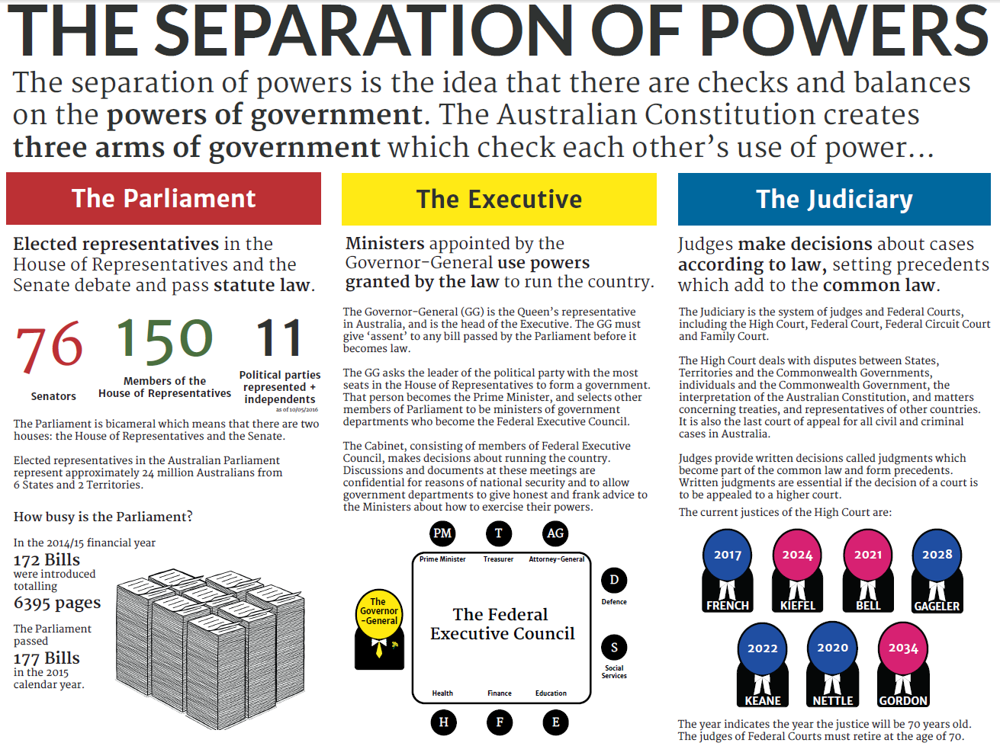 THE SEPARATION OF POWERS
The separation of powers is the idea that there are checks and balances
on the powers of government. The Australian Constitution creates
three arms of government which check each other's use of power...
The Parliament
Elected representatives in the
House of Representatives and the
Senate debate and pass statute law.
76
Senators
150
Members of the
House of Representatives
11
Political parties
represented +
independents
as of 10/05/2016
The Parliament is bicameral which means that there are two
houses: the House of Representatives and the Senate.
Elected representatives in the Australian Parliament
represent approximately 24 million Australians from
6 States and 2 Territories.
How busy is the Parliament?
In the 2014/15 financial year
172 Bills
were introduced
totalling
6395 pages
The Parliament
passed
177 Bills
in the 2015
calendar year.
The Executive
Ministers appointed by the
Governor-General use powers
granted by the law to run the country.
The Governor-General (GG) is the Queen's representative
in Australia, and is the head of the Executive. The GG must
give 'assent' to any bill passed by the Parliament before it
becomes law.
The GG asks the leader of the political party with the most
seats in the House of Representatives to form a government.
That person becomes the Prime Minister, and selects other
members of Parliament to be ministers of government
departments who become the Federal Executive Council.
The Cabinet, consisting of members of Federal Executive
Council, makes decisions about running the country.
Discussions and documents at these meetings are
confidential for reasons of national security and to allow
government departments to give honest and frank advice to
the Ministers about how to exercise their powers.
PM T AG
Prime Minister Treasurer Attorney-General
D
Defence
The
Governor
-General
The Federal
Executive Council
S
Social
Services
Health Finance Education
H F E
The Judiciary
Judges make decisions about cases
according to law, setting precedents
which add to the common law.
The Judiciary is the system of judges and Federal Courts,
including the High Court, Federal Court, Federal Circuit Court
and Family Court.
The High Court deals with disputes between States,
Territories and the Commonwealth Governments,
individuals and the Commonwealth Government, the
interpretation of the Australian Constitution, and matters
concerning treaties, and representatives of other countries.
It is also the last court of appeal for all civil and criminal
cases in Australia.
Judges provide written decisions called judgments which
become part of the common law and form precedents.
Written judgments are essential if the decision of a court is
to be appealed to a higher court.
The current justices of the High Court are:
2017 2024 2021 2028
FRENCH KIEFEL BELL GAGELER
2022 2020 2034
KEANE NETTLE GORDON
The year indicates the year the justice will be 70 years old.
The judges of Federal Courts must retire at the age of 70.